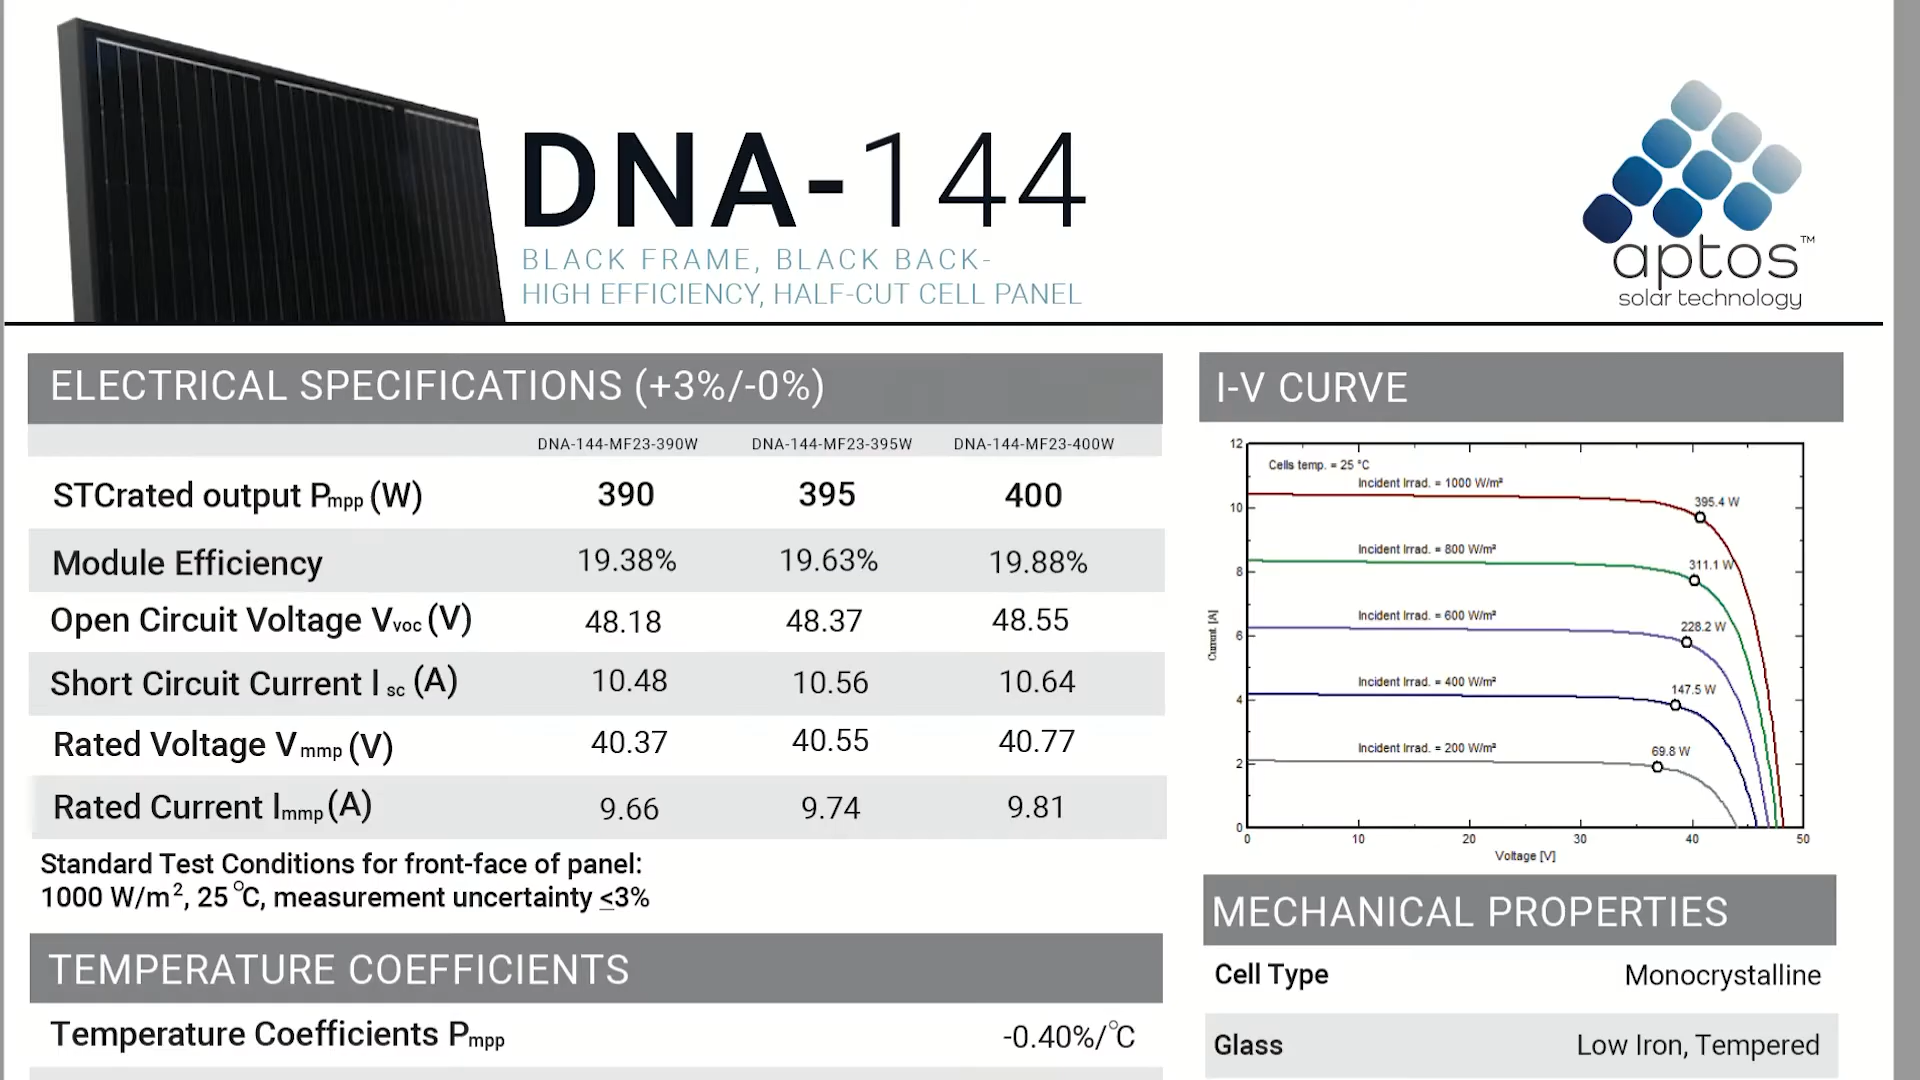 DNA-144
BLACK FRAME, BLACK BACK-
HIGH EFFICIENCY, HALF-CUT CELL PANEL
aptos™
solar technology
ELECTRICAL SPECIFICATIONS (+3%/-0%)
DNA-144-MF23-390W DNA-144-MF23-395W DNA-144-MF23-400W
STCrated output Pmpp (W) 390 395 400
Module Efficiency 19.38% 19.63% 19.88%
Open Circuit Voltage Vvoc (V) 48.18 48.37 48.55
Short Circuit Current I sc (A) 10.48 10.56 10.64
Rated Voltage Vmmp (V) 40.37 40.55 40.77
Rated Current Immp (A) 9.66 9.74 9.81
Standard Test Conditions for front-face of panel:
1000 W/m², 25 °C, measurement uncertainty ≤3%
TEMPERATURE COEFFICIENTS
Temperature Coefficients Pmpp -0.40%/°C
I-V CURVE
12
Cells temp. = 25 °C
Incident Irrad. = 1000 W/m²
395.4 W
10
Incident Irrad. = 800 W/m²
311.1 W
8
Incident Irrad. = 600 W/m²
228.2 W
6
Current [A]
Incident Irrad. = 400 W/m²
147.5 W
4
Incident Irrad. = 200 W/m²
69.8 W
2
0
0 10 20 30 40 50
Voltage [V]
MECHANICAL PROPERTIES
Cell Type Monocrystalline
Glass Low Iron, Tempered